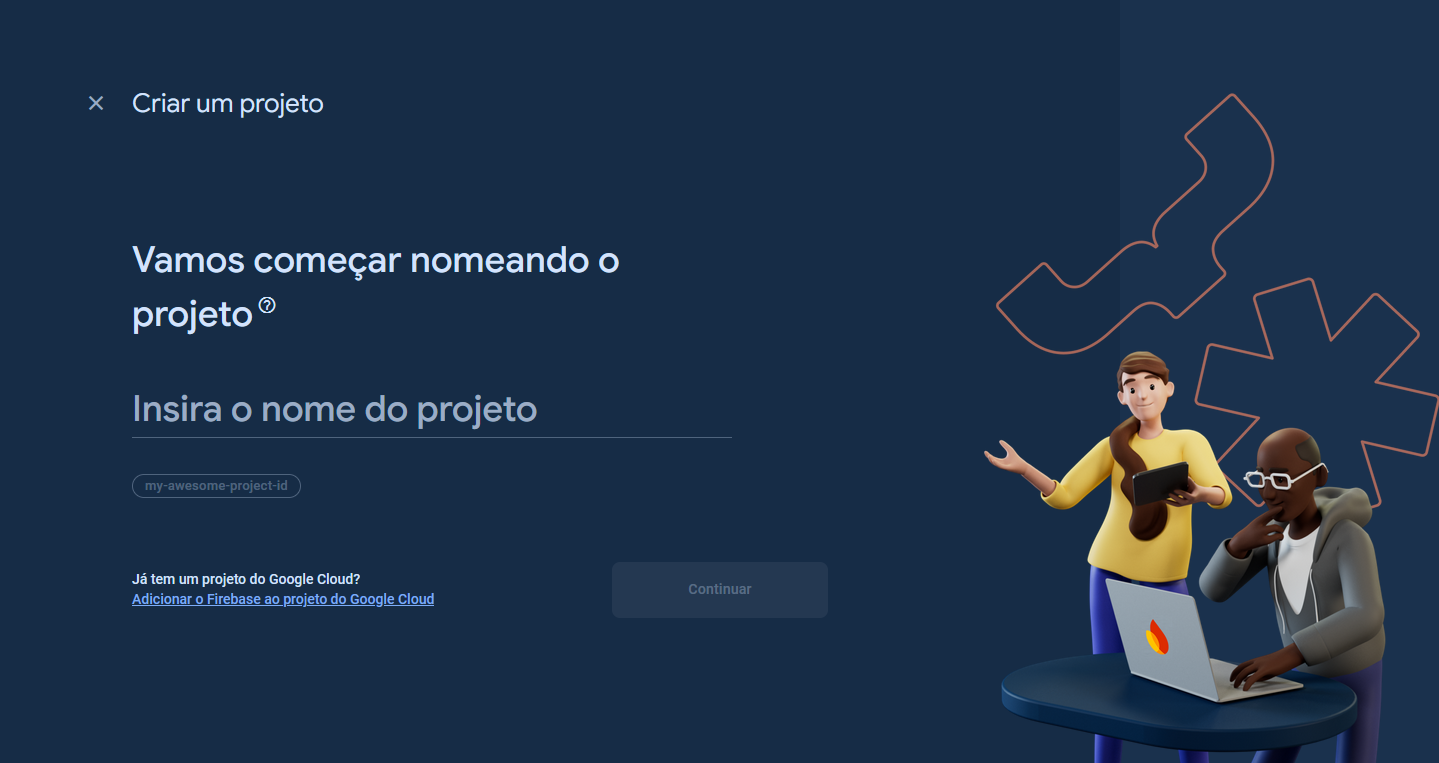 Criar um projeto
Vamos começar nomeando o
projeto
Insira o nome do projeto
my-awesome-project-id
Já tem um projeto do Google Cloud?
Adicionar o Firebase ao projeto do Google Cloud
Continuar